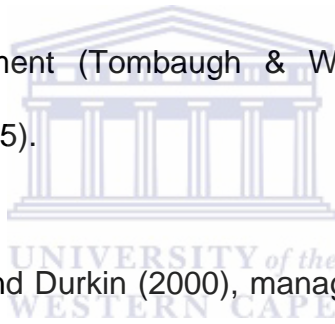 ment (Tombaugh & W
5).
UNIVERSITY of the
nd Durkin (2000), manag
WESTERN CAPE